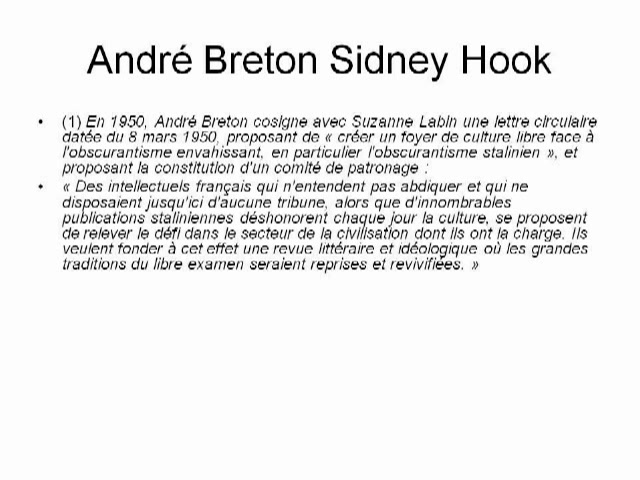 André Breton Sidney Hook
• (1) En 1950, André Breton cosigne avec Suzanne Labin une lettre circulaire
datée du 8 mars 1950, proposant de « créer un foyer de culture libre face à
l'obscurantisme envahissant, en particulier l'obscurantisme stalinien », et
proposant la constitution d'un comité de patronage :
• « Des intellectuels français qui n'entendent pas abdiquer et qui ne
disposaient jusqu'ici d'aucune tribune, alors que d'innombrables
publications staliniennes déshonorent chaque jour la culture, se proposent
de relever le défi dans le secteur de la civilisation dont ils ont la charge. Ils
veulent fonder à cet effet une revue littéraire et idéologique où les grandes
traditions du libre examen seraient reprises et revivifiées. »